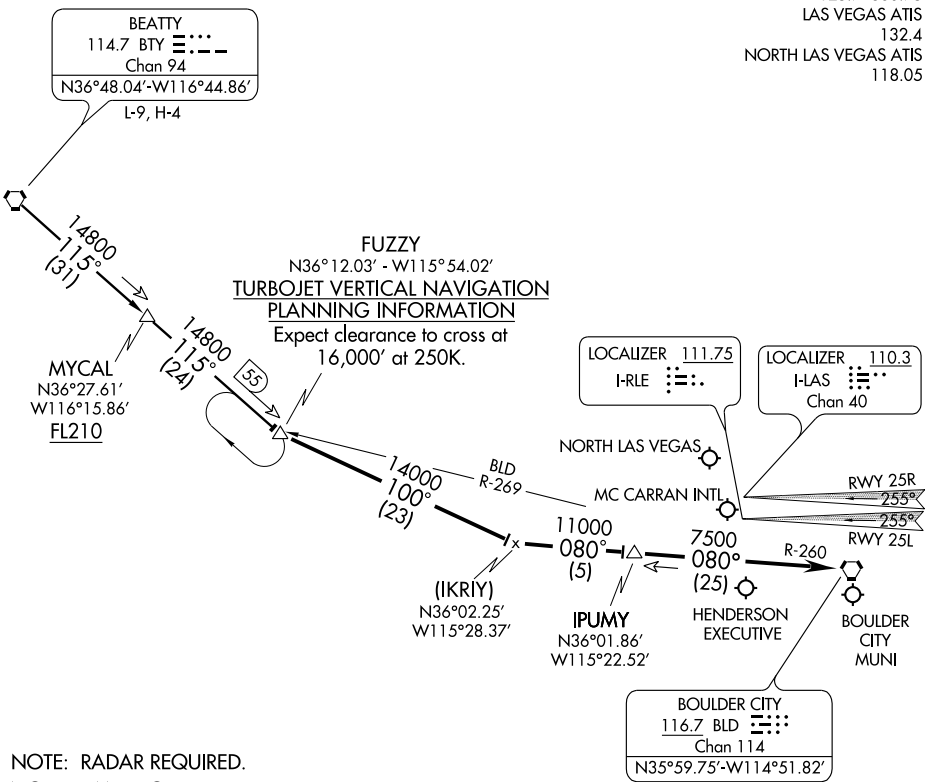 LAS VEGAS ATIS
132.4
NORTH LAS VEGAS ATIS
118.05
BEATTY
114.7 BTY
Chan 94
N36°48.04'-W116°44.86'
L-9, H-4
14800
115°
(31)
MYCAL
N36°27.61'
W116°15.86'
FL210
14800
115°
(24)
55
FUZZY
N36°12.03' - W115°54.02'
TURBOJET VERTICAL NAVIGATION
PLANNING INFORMATION
Expect clearance to cross at
16,000' at 250K.
LOCALIZER 111.75
I-RLE
LOCALIZER 110.3
I-LAS
Chan 40
NORTH LAS VEGAS
MC CARRAN INTL
RWY 25R
255°
255°
RWY 25L
BLD
R-269
14000
100°
(23)
(IKRIY)
N36°02.25'
W115°28.37'
11000
080°
(5)
IPUMY
N36°01.86'
W115°22.52'
7500
080°
(25)
R-260
HENDERSON
EXECUTIVE
BOULDER
CITY
MUNI
BOULDER CITY
116.7 BLD
Chan 114
N35°59.75'-W114°51.82'
NOTE: RADAR REQUIRED.